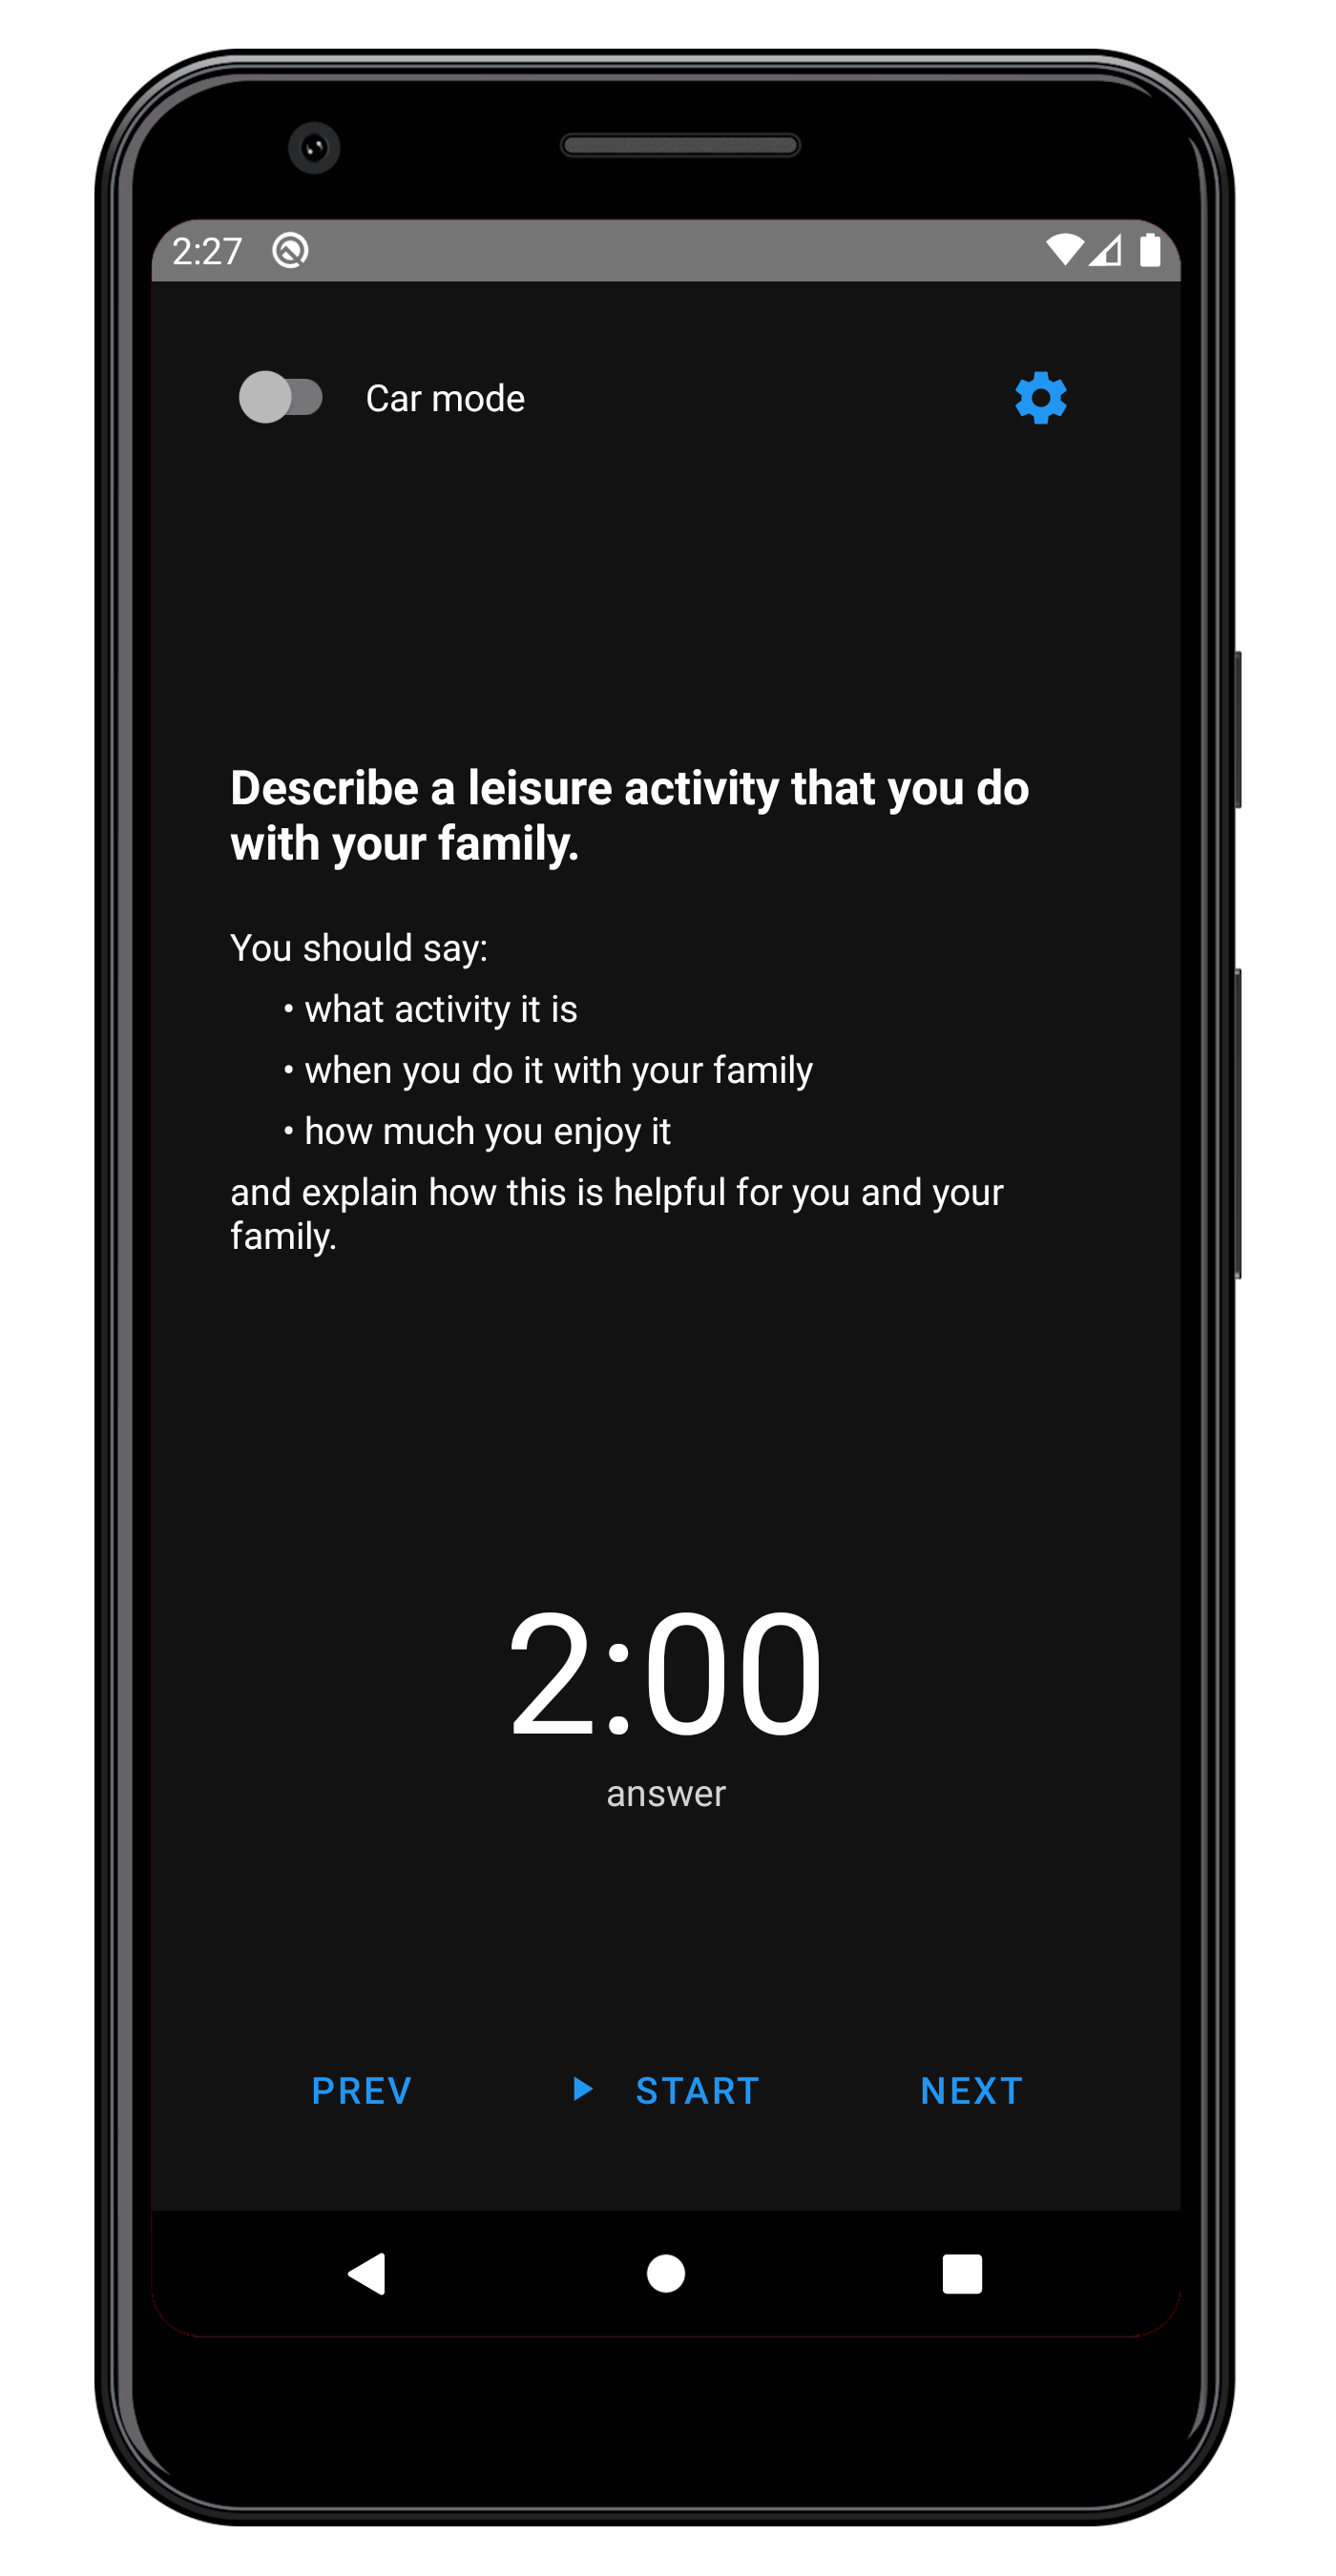 2:27
Car mode
Describe a leisure activity that you do
with your family.
You should say:
• what activity it is
• when you do it with your family
• how much you enjoy it
and explain how this is helpful for you and your
family.
2:00
answer
PREV START NEXT